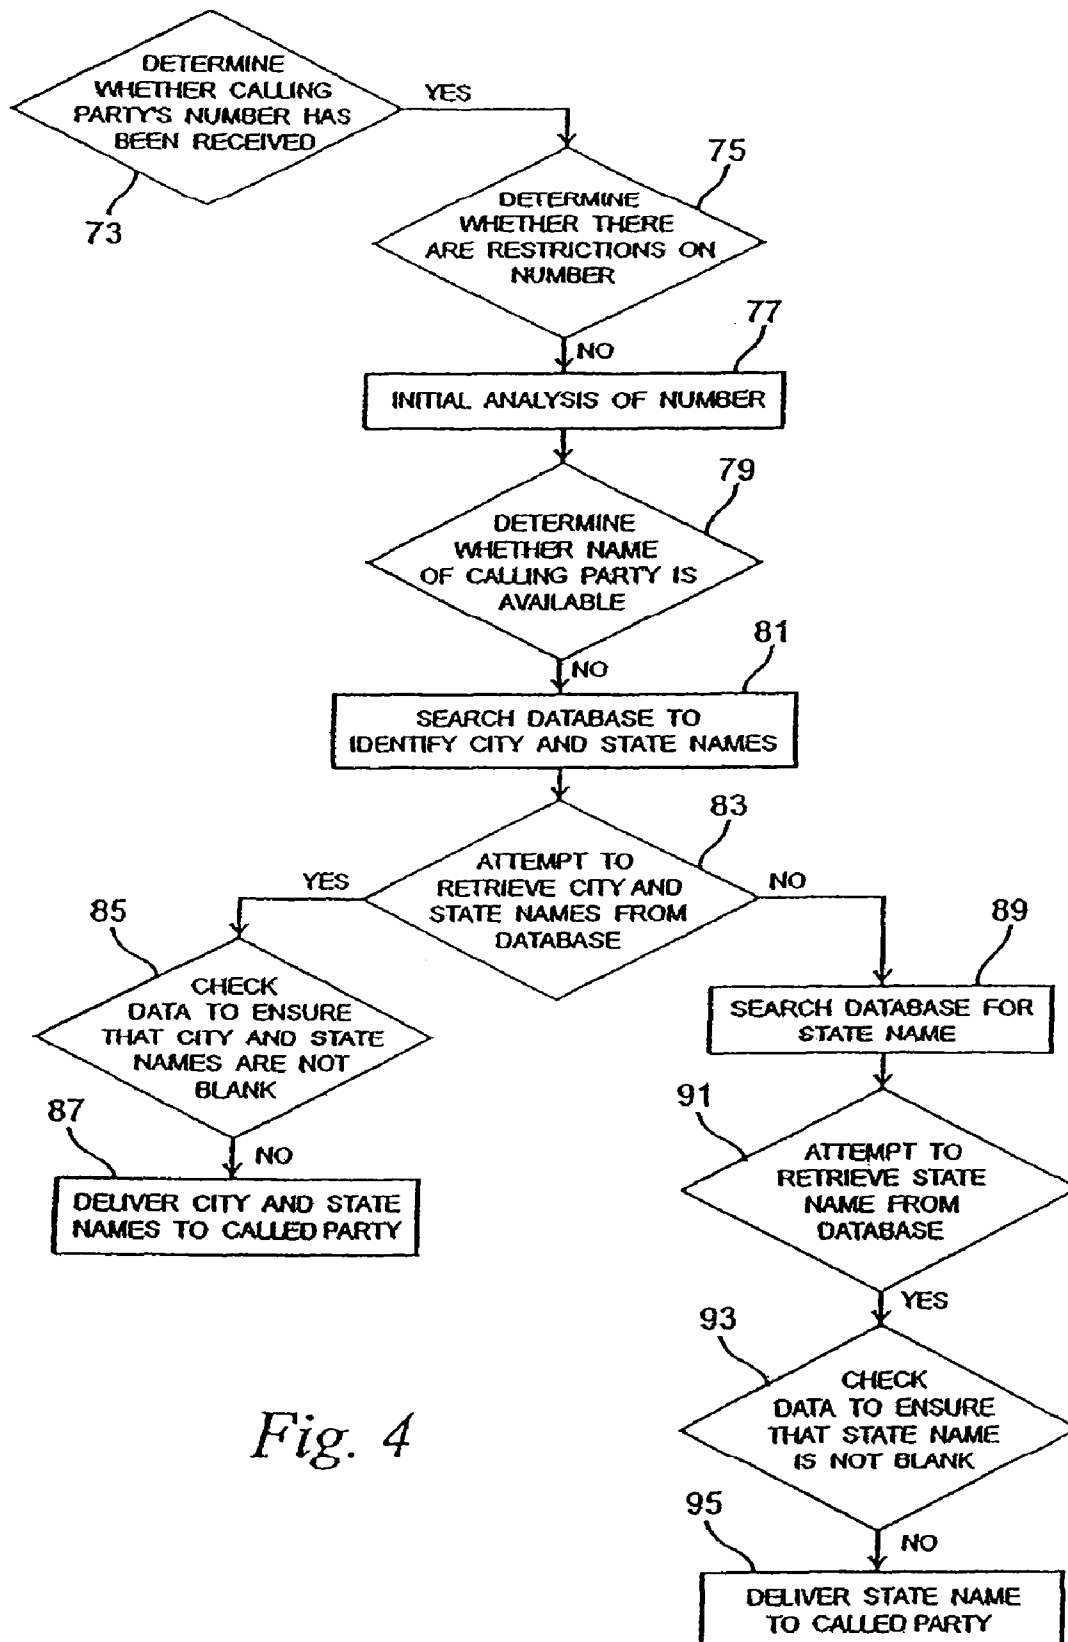 DETERMINE
WHETHER CALLING
PARTY'S NUMBER HAS
BEEN RECEIVED
YES
73
75
DETERMINE
WHETHER THERE
ARE RESTRICTIONS ON
NUMBER
NO
77
INITIAL ANALYSIS OF NUMBER
79
DETERMINE
WHETHER NAME
OF CALLING PARTY IS
AVAILABLE
NO
81
SEARCH DATABASE TO
IDENTIFY CITY AND STATE NAMES
83
ATTEMPT TO
RETRIEVE CITY AND
STATE NAMES FROM
DATABASE
YES
NO
85
CHECK
DATA TO ENSURE
THAT CITY AND STATE
NAMES ARE NOT
BLANK
NO
87
DELIVER CITY AND STATE
NAMES TO CALLED PARTY
89
SEARCH DATABASE FOR
STATE NAME
91
ATTEMPT TO
RETRIEVE STATE
NAME FROM
DATABASE
YES
93
CHECK
DATA TO ENSURE
THAT STATE NAME
IS NOT BLANK
NO
95
DELIVER STATE NAME
TO CALLED PARTY
Fig. 4